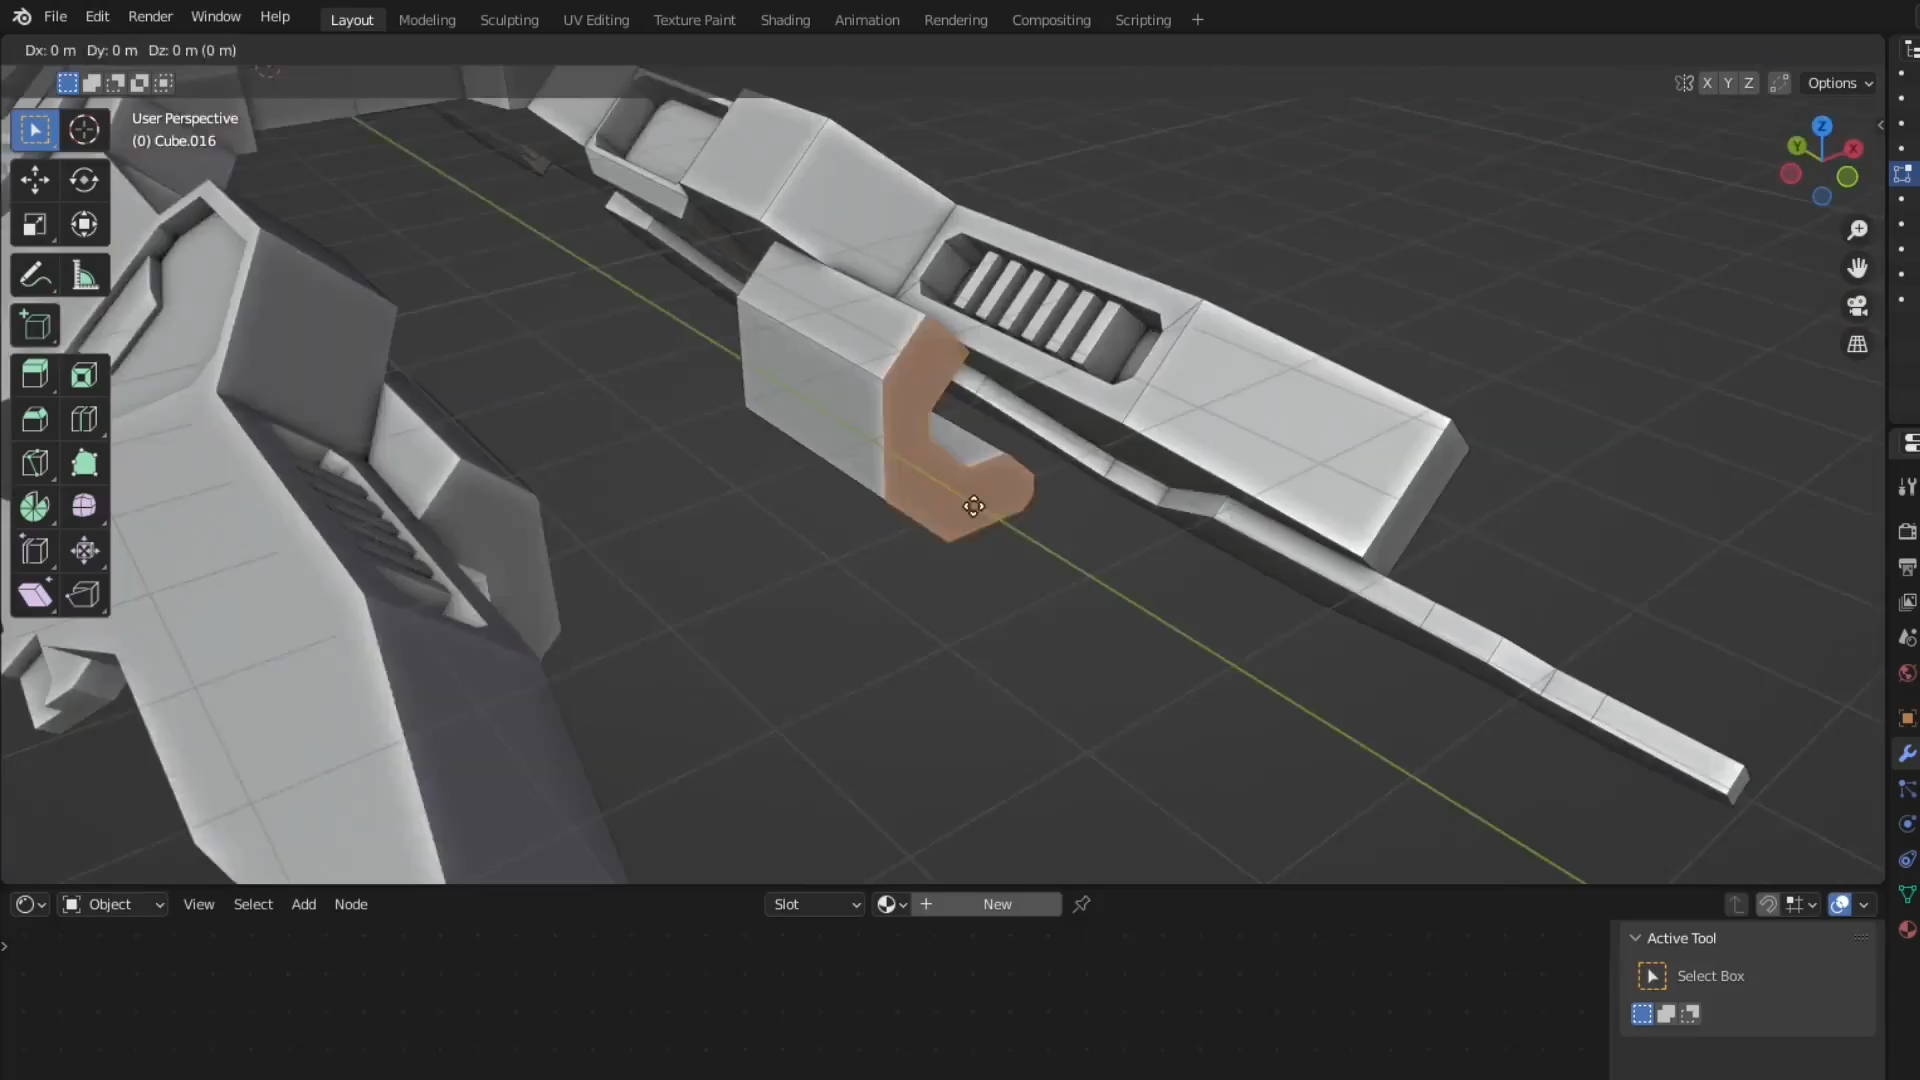 File Edit Render Window Help Layout Modeling Sculpting UV Editing Texture Paint Shading Animation Rendering Compositing Scripting +
Dx: 0 m Dy: 0 m Dz: 0 m (0 m)
X Y Z Options
User Perspective
(0) Cube.016
Z
Y X
Object View Select Add Node Slot New
Active Tool
Select Box